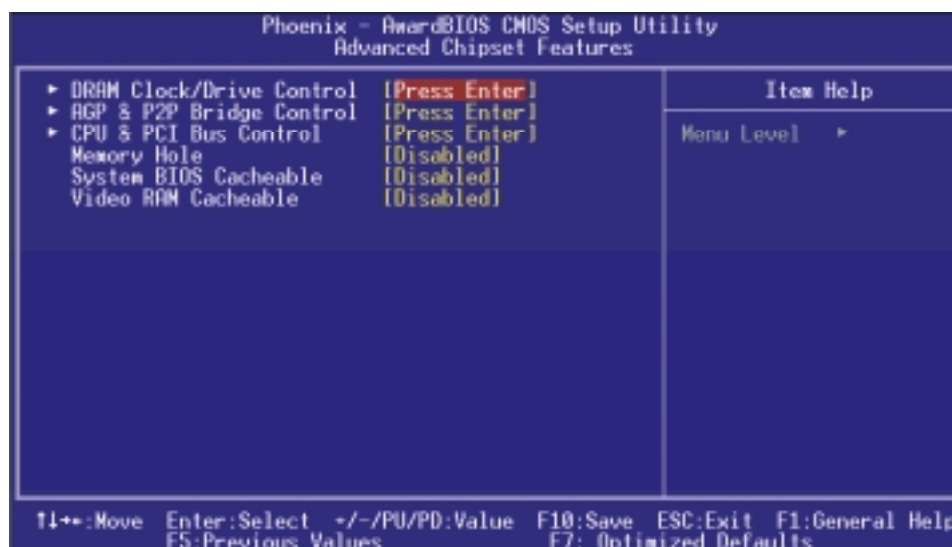 Phoenix - AwardBIOS CMOS Setup Utility
Advanced Chipset Features
► DRAM Clock/Drive Control [Press Enter]
► AGP & P2P Bridge Control [Press Enter]
► CPU & PCI Bus Control [Press Enter]
Memory Hole [Disabled]
System BIOS Cacheable [Disabled]
Video RAM Cacheable [Disabled]
Item Help
Menu Level ►
↑↓→←:Move Enter:Select +/-/PU/PD:Value F10:Save ESC:Exit F1:General Help
F5:Previous Values F7: Optimized Defaults